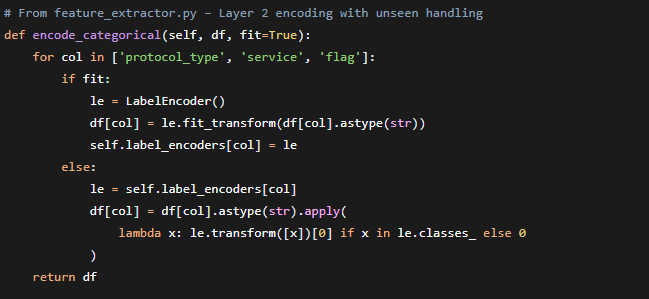 # From feature_extractor.py – Layer 2 encoding with unseen handling
def encode_categorical(self, df, fit=True):
    for col in ['protocol_type', 'service', 'flag']:
        if fit:
            le = LabelEncoder()
            df[col] = le.fit_transform(df[col].astype(str))
            self.label_encoders[col] = le
        else:
            le = self.label_encoders[col]
            df[col] = df[col].astype(str).apply(
                lambda x: le.transform([x])[0] if x in le.classes_ else 0
            )
    return df